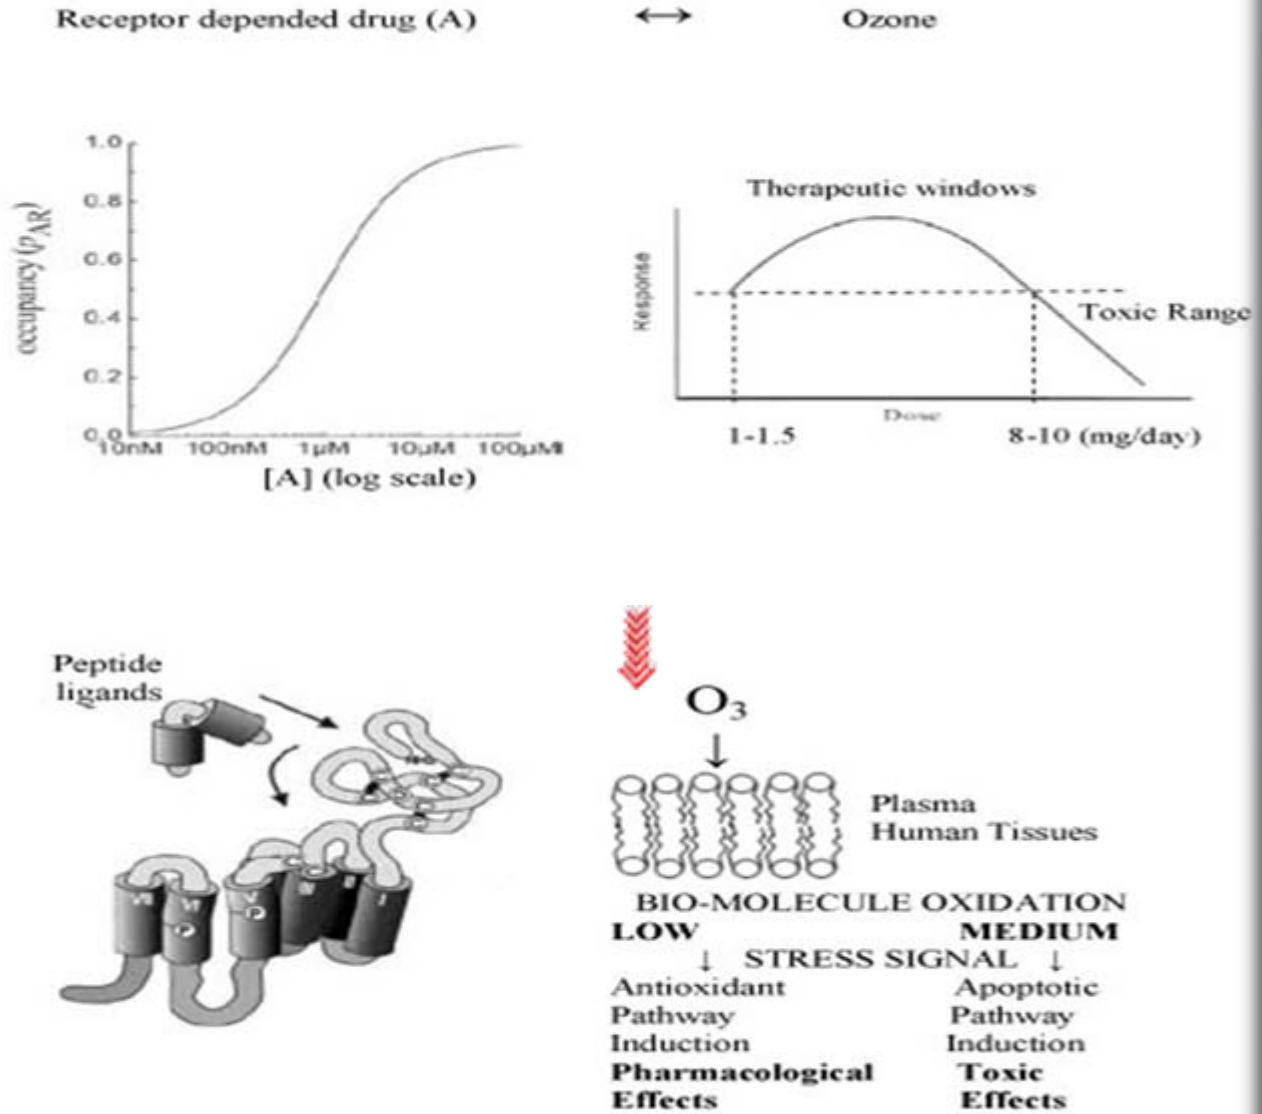 Receptor depended drug (A) ↔ Ozone
1.0
0.8
0.6
0.4
0.2
0.0
occupancy (pAR)
10nM 100nM 1µM 10µM 100µM
[A] (log scale)
Therapeutic windows
Response
Toxic Range
Dose
1-1.5 8-10 (mg/day)
Peptide
ligands
VII VI V I
P P
O3
↓
Plasma
Human Tissues
BIO-MOLECULE OXIDATION
LOW MEDIUM
↓ STRESS SIGNAL ↓
Antioxidant Apoptotic
Pathway Pathway
Induction Induction
Pharmacological Toxic
Effects Effects